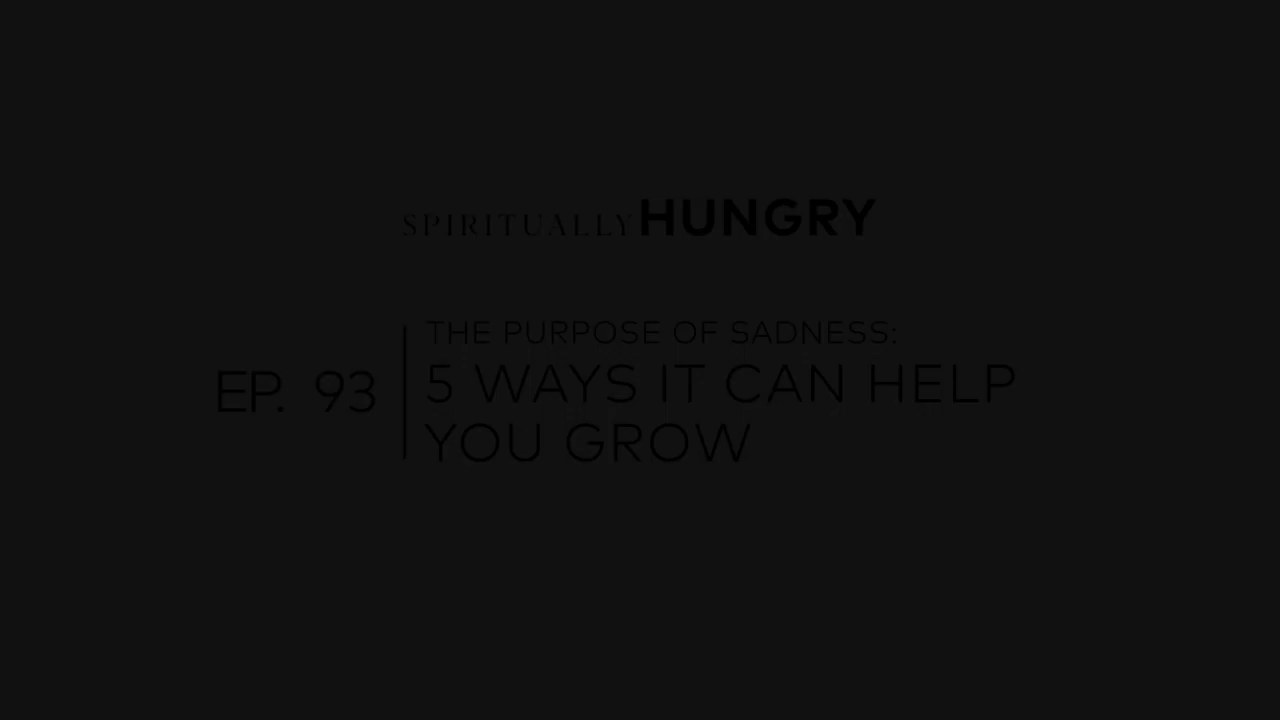 SPIRITUALLY HUNGRY
THE PURPOSE OF SADNESS:
EP. 93
5 WAYS IT CAN HELP
YOU GROW